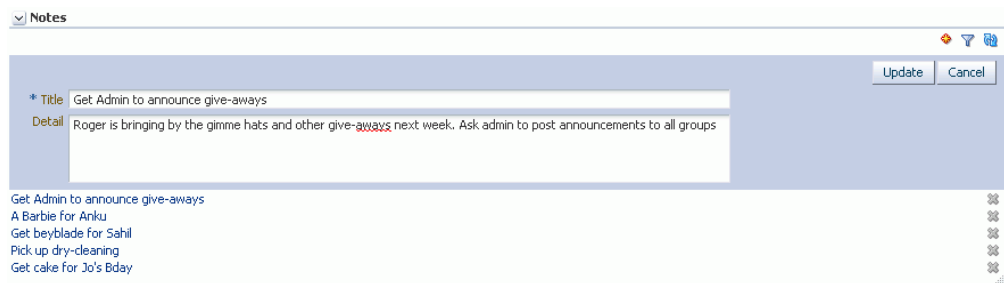 Notes
Update Cancel
* Title Get Admin to announce give-aways
Detail Roger is bringing by the gimme hats and other give-aways next week. Ask admin to post announcements to all groups
Get Admin to announce give-aways
A Barbie for Anku
Get beyblade for Sahil
Pick up dry-cleaning
Get cake for Jo's Bday